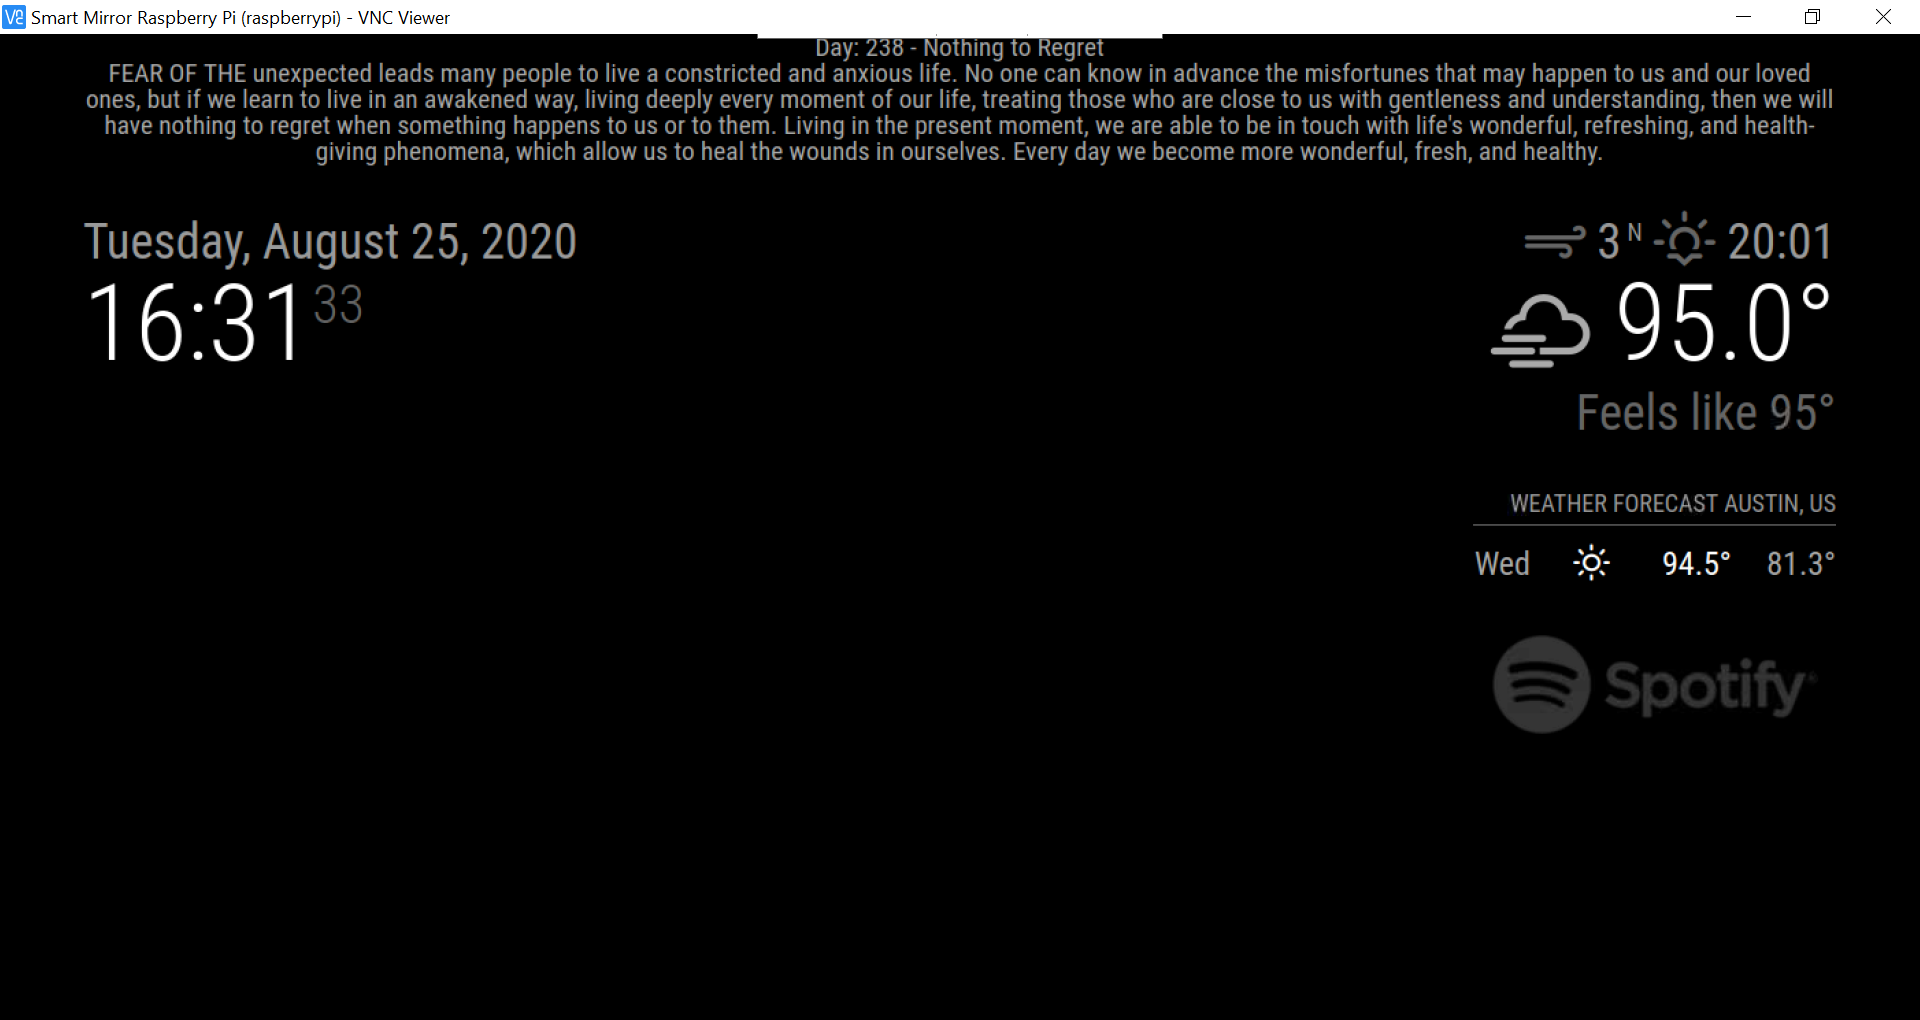 Smart Mirror Raspberry Pi (raspberrypi) - VNC Viewer
Day: 238 - Nothing to Regret
FEAR OF THE unexpected leads many people to live a constricted and anxious life. No one can know in advance the misfortunes that may happen to us and our loved
ones, but if we learn to live in an awakened way, living deeply every moment of our life, treating those who are close to us with gentleness and understanding, then we will
have nothing to regret when something happens to us or to them. Living in the present moment, we are able to be in touch with life's wonderful, refreshing, and health-
giving phenomena, which allow us to heal the wounds in ourselves. Every day we become more wonderful, fresh, and healthy.
Tuesday, August 25, 2020
16:31 33
3 N 20:01
95.0°
Feels like 95°
WEATHER FORECAST AUSTIN, US
Wed 94.5° 81.3°
Spotify